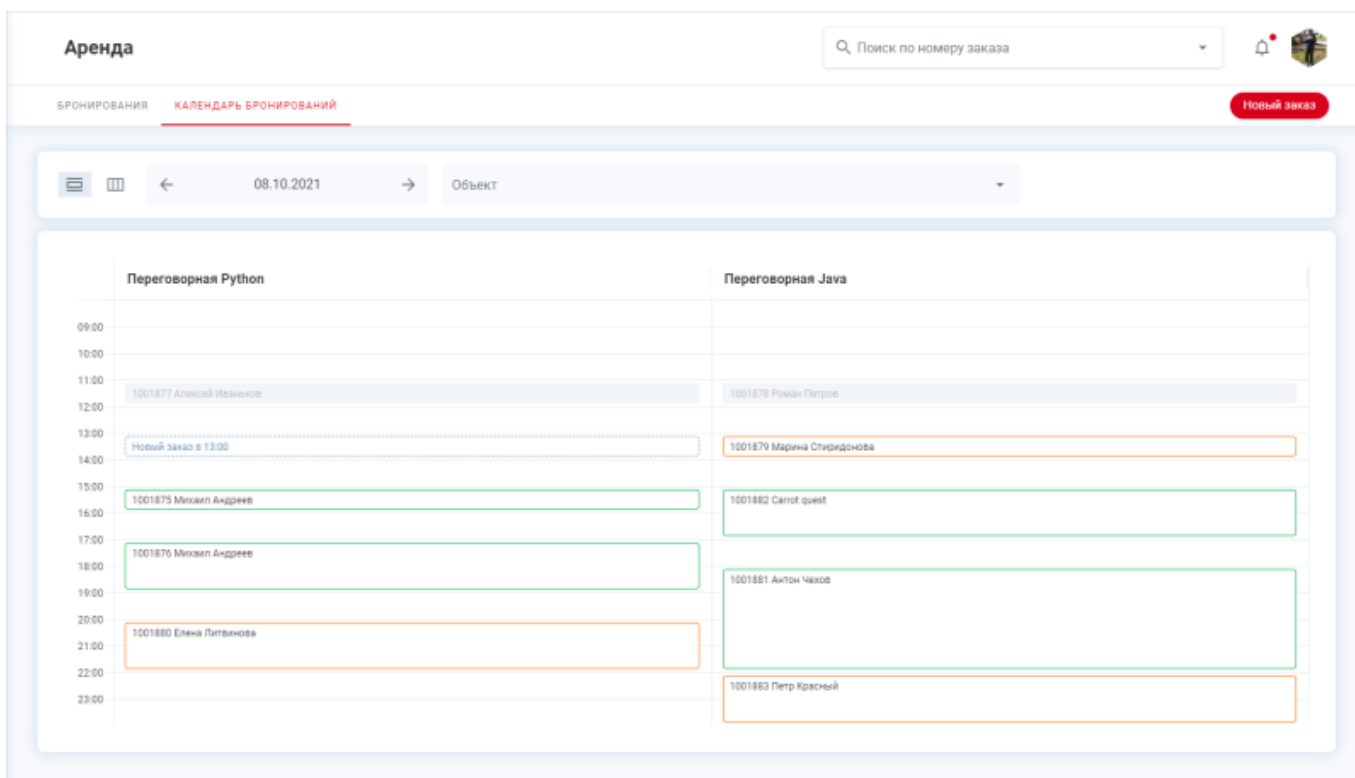 Аренда
Поиск по номеру заказа
БРОНИРОВАНИЯ
КАЛЕНДАРЬ БРОНИРОВАНИЙ
Новый заказ
08.10.2021
Объект
Переговорная Python
Переговорная Java
09:00
10:00
11:00
1001877 Алексей Иваньков
1001878 Роман Петров
12:00
13:00
Новый заказ в 13:00
1001879 Марина Спиридонова
14:00
15:00
1001875 Михаил Андреев
1001882 Carrot quest
16:00
17:00
1001876 Михаил Андреев
18:00
1001881 Антон Чехов
19:00
20:00
1001880 Елена Литвинова
21:00
22:00
1001883 Петр Красный
23:00